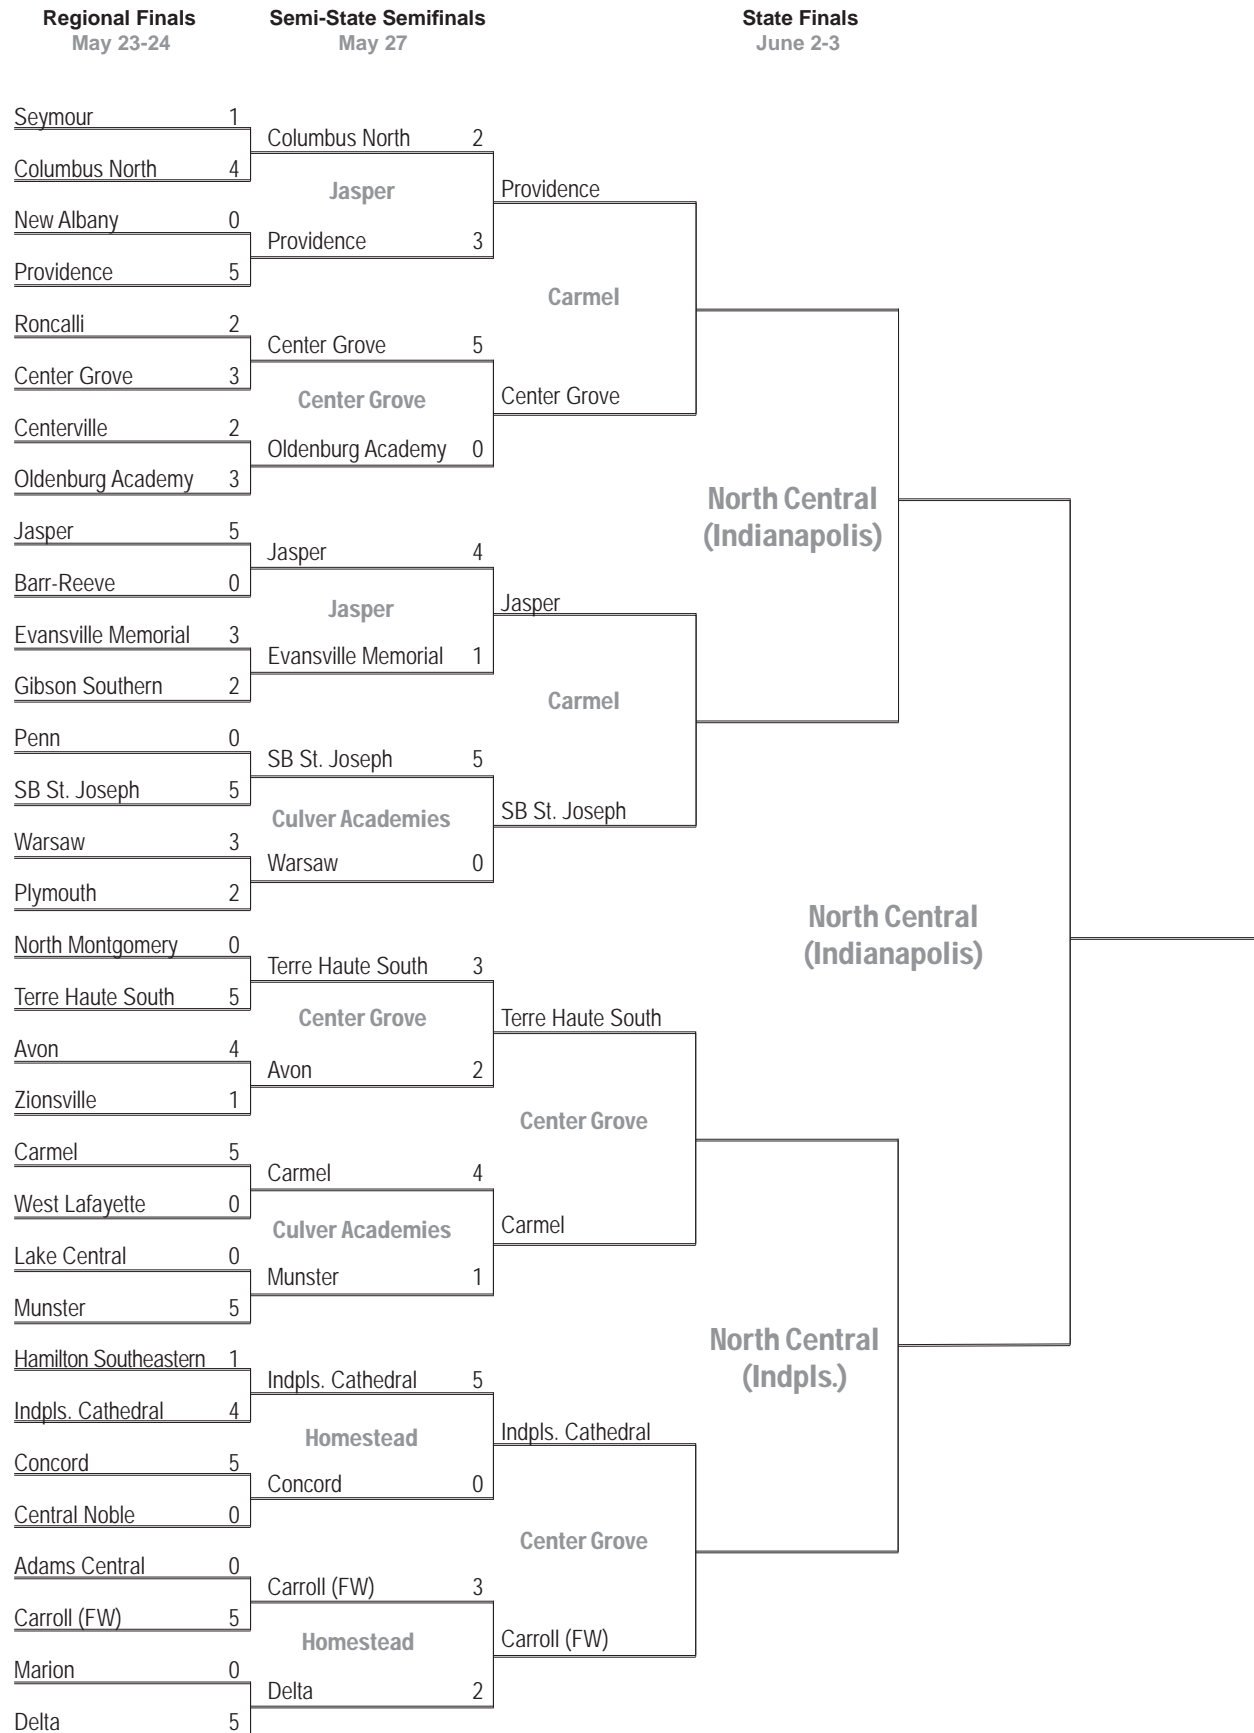 Regional Finals
May 23-24
Semi-State Semifinals
May 27
State Finals
June 2-3
Seymour 1
Columbus North 4
New Albany 0
Providence 5
Roncalli 2
Center Grove 3
Centerville 2
Oldenburg Academy 3
Jasper 5
Barr-Reeve 0
Evansville Memorial 3
Gibson Southern 2
Penn 0
SB St. Joseph 5
Warsaw 3
Plymouth 2
North Montgomery 0
Terre Haute South 5
Avon 4
Zionsville 1
Carmel 5
West Lafayette 0
Lake Central 0
Munster 5
Hamilton Southeastern 1
Indpls. Cathedral 4
Concord 5
Central Noble 0
Adams Central 0
Carroll (FW) 5
Marion 0
Delta 5
Columbus North 2
Jasper
Providence 3
Center Grove 5
Center Grove
Oldenburg Academy 0
Jasper 4
Jasper
Evansville Memorial 1
SB St. Joseph 5
Culver Academies
Warsaw 0
Terre Haute South 3
Center Grove
Avon 2
Carmel 4
Culver Academies
Munster 1
Indpls. Cathedral 5
Homestead
Concord 0
Carroll (FW) 3
Homestead
Delta 2
Providence
Carmel
Center Grove
Jasper
Carmel
SB St. Joseph
Terre Haute South
Center Grove
Carmel
Indpls. Cathedral
Center Grove
Carroll (FW)
North Central
(Indianapolis)
North Central
(Indianapolis)
North Central
(Indpls.)